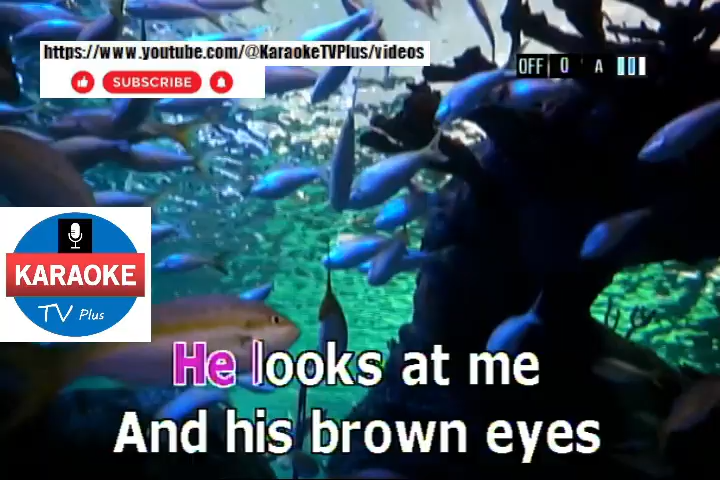 https://www.youtube.com/@KaraokeTVPlus/videos
SUBSCRIBE
OFF 0 A
KARAOKE
TV Plus
He looks at me
And his brown eyes